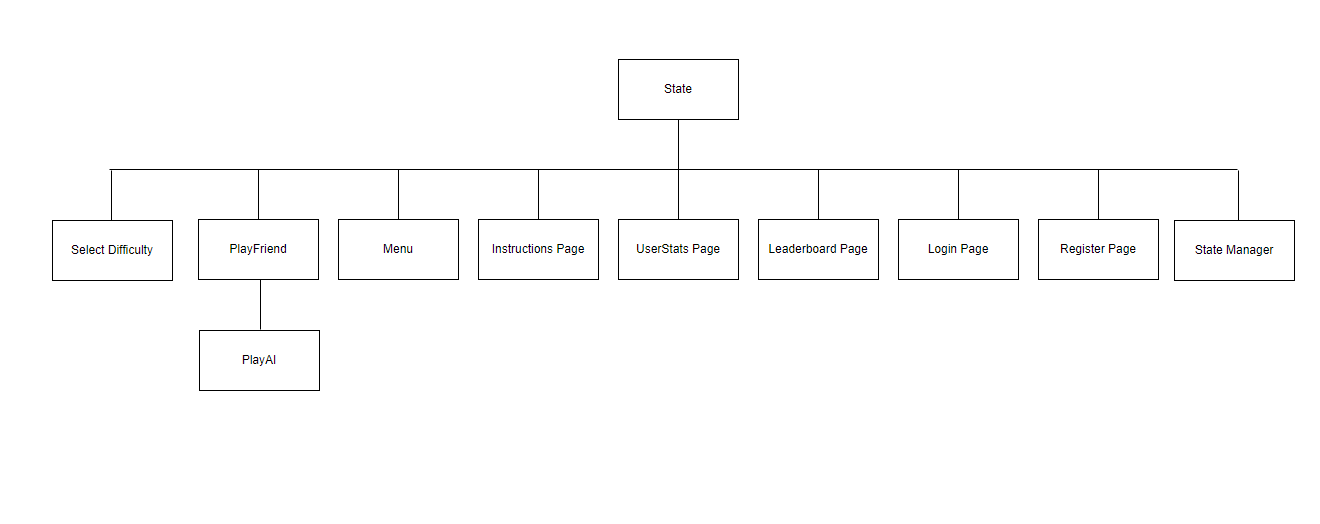 State
Select Difficulty
PlayFriend
Menu
Instructions Page
UserStats Page
Leaderboard Page
Login Page
Register Page
State Manager
PlayAI